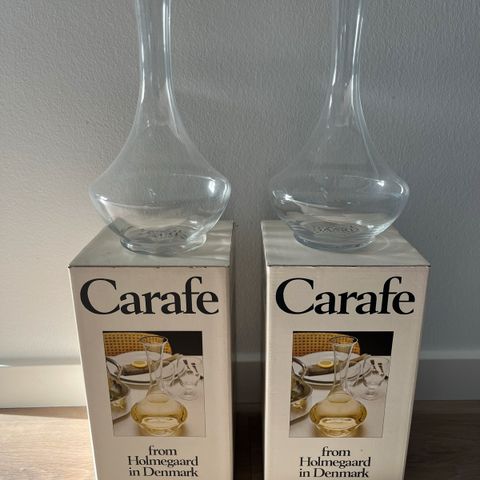 Carafe
from
Holmegaard
in Denmark
Carafe
from
Holmegaard
in Denmark